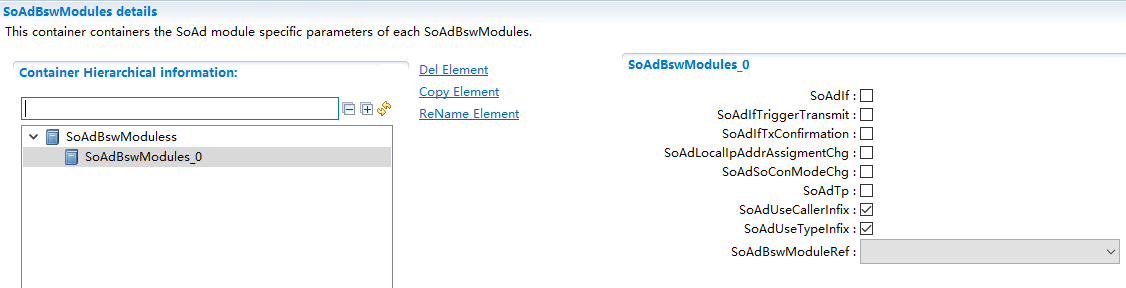 SoAdBswModules details
This container containers the SoAd module specific parameters of each SoAdBswModules.
Container Hierarchical information:
SoAdBswModuless
SoAdBswModules_0
Del Element
Copy Element
ReName Element
SoAdBswModules_0
SoAdIf :
SoAdIfTriggerTransmit :
SoAdIfTxConfirmation :
SoAdLocalIpAddrAssigmentChg :
SoAdSoConModeChg :
SoAdTp :
SoAdUseCallerInfix :
SoAdUseTypeInfix :
SoAdBswModuleRef :